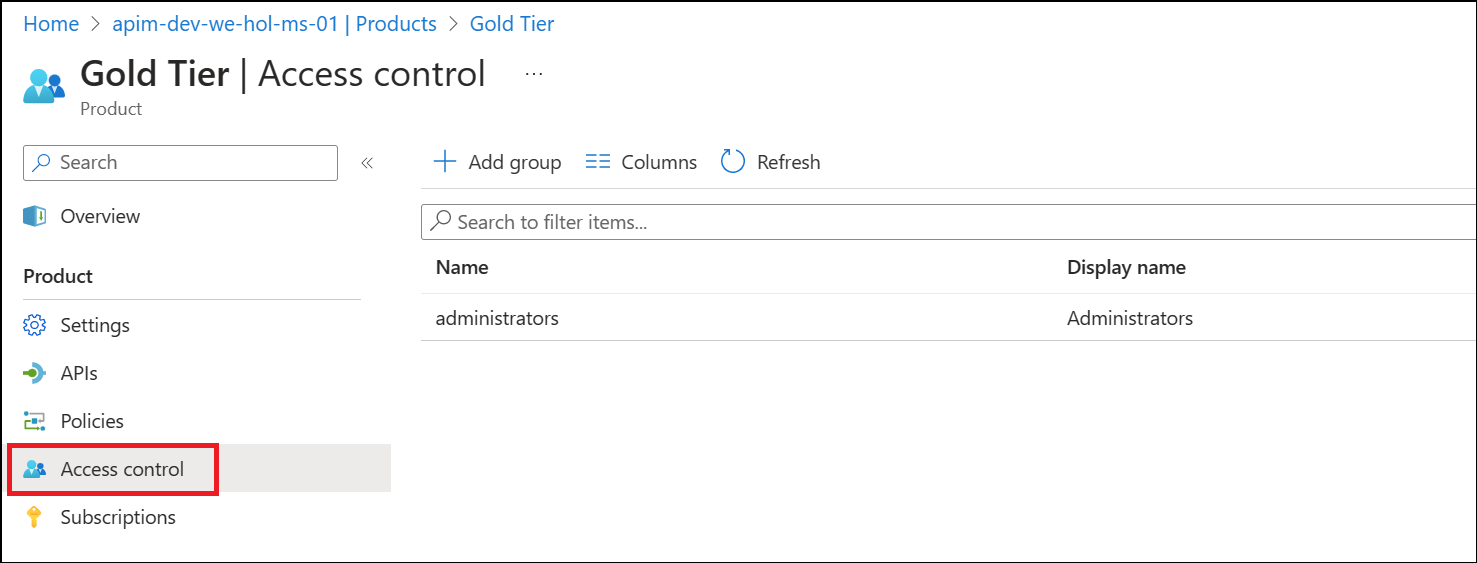 Home > apim-dev-we-hol-ms-01 | Products > Gold Tier
Gold Tier | Access control ...
Product
Search «
+ Add group Columns Refresh
Overview
Search to filter items...
Product
Name Display name
Settings
administrators Administrators
APIs
Policies
Access control
Subscriptions